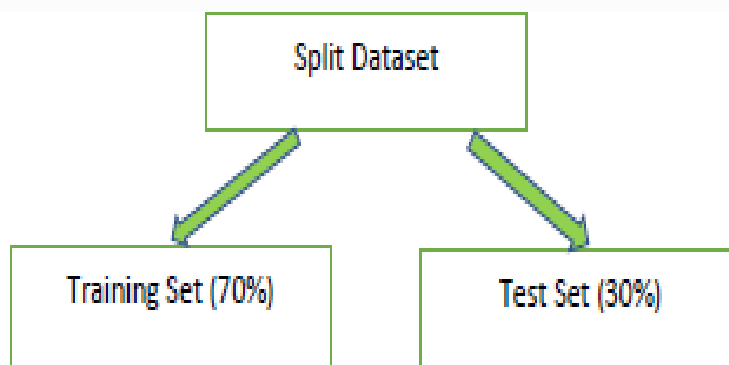 Split Dataset
Training Set (70%)
Test Set (30%)